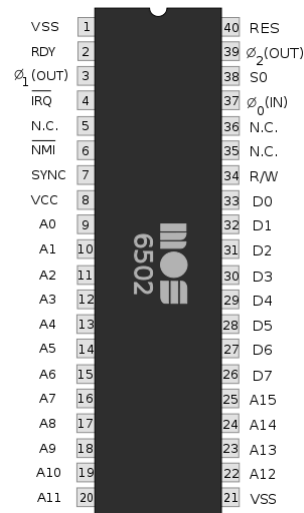 VSS 1 40 RES
RDY 2 39 Ø2(OUT)
Ø1(OUT) 3 38 S0
IRQ 4 37 Ø0(IN)
N.C. 5 36 N.C.
NMI 6 35 N.C.
SYNC 7 34 R/W
VCC 8 33 D0
A0 9 32 D1
A1 10 31 D2
A2 11 30 D3
A3 12 29 D4
A4 13 28 D5
A5 14 27 D6
A6 15 26 D7
A7 16 25 A15
A8 17 24 A14
A9 18 23 A13
A10 19 22 A12
A11 20 21 VSS
mos
6502